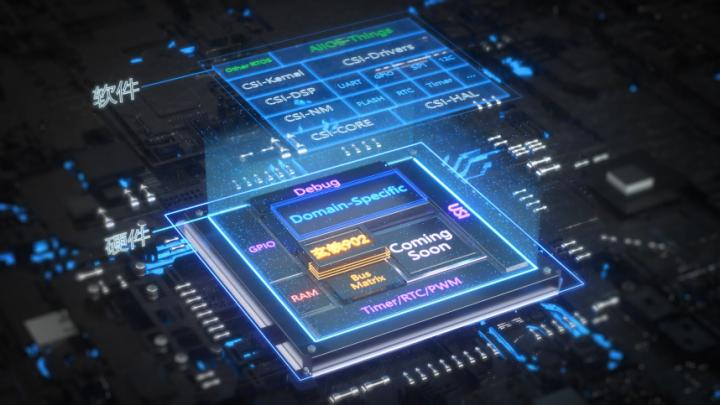 AliOS-Things
Other RTOS
CSI-Kernel
CSI-Drivers
CSI-DSP
UART
GPIO
SPI
I2C
CSI-NN
FLASH
RTC
Timer
...
CSI-CORE
CSI-HAL
软件
硬件
Debug
Domain-Specific
GPIO
玄铁902
Coming
Soon
Bus
Matrix
RAM
Timer/RTC/PWM